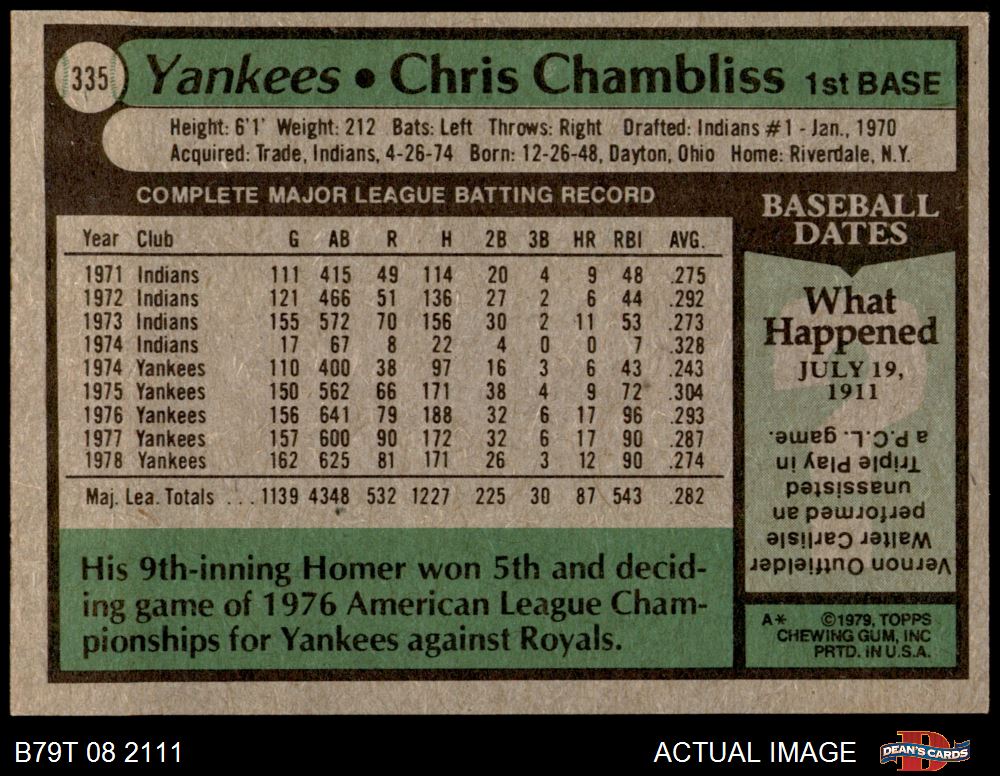 335 Yankees • Chris Chambliss 1st BASE
Height: 6'1' Weight: 212 Bats: Left Throws: Right Drafted: Indians #1 - Jan., 1970
Acquired: Trade, Indians, 4-26-74 Born: 12-26-48, Dayton, Ohio Home: Riverdale, N.Y.
COMPLETE MAJOR LEAGUE BATTING RECORD
Year Club G AB R H 2B 3B HR RBI AVG.
1971 Indians 111 415 49 114 20 4 9 48 .275
1972 Indians 121 466 51 136 27 2 6 44 .292
1973 Indians 155 572 70 156 30 2 11 53 .273
1974 Indians 17 67 8 22 4 0 0 7 .328
1974 Yankees 110 400 38 97 16 3 6 43 .243
1975 Yankees 150 562 66 171 38 4 9 72 .304
1976 Yankees 156 641 79 188 32 6 17 96 .293
1977 Yankees 157 600 90 172 32 6 17 90 .287
1978 Yankees 162 625 81 171 26 3 12 90 .274
Maj. Lea. Totals . . . 1139 4348 532 1227 225 30 87 543 .282
His 9th-inning Homer won 5th and decid-
ing game of 1976 American League Cham-
pionships for Yankees against Royals.
BASEBALL
DATES
What
Happened
JULY 19,
1911
Vernon Outfielder
Walter Carlisle
performed an
unassisted
Triple Play in
a P.C.L. game.
A* ©1979, TOPPS
CHEWING GUM, INC
PRTD. IN U.S.A.
B79T 08 2111 ACTUAL IMAGE DEAN'S CARDS